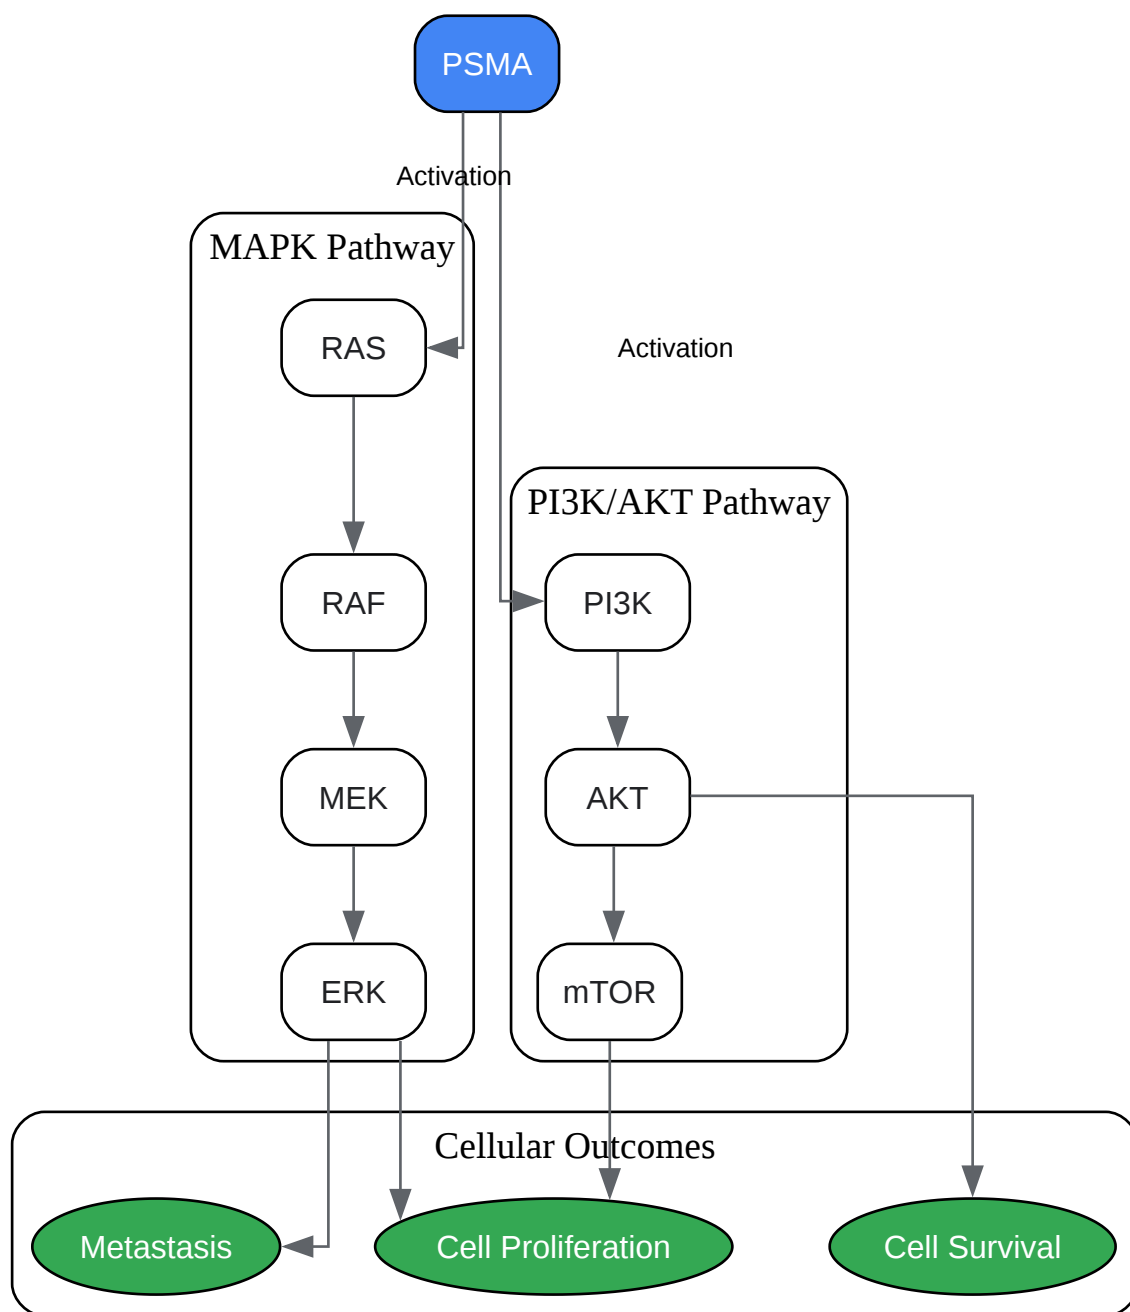 PSMA
Activation
MAPK Pathway
RAS
Activation
PI3K/AKT Pathway
RAF
PI3K
MEK
AKT
ERK
mTOR
Cellular Outcomes
Metastasis
Cell Proliferation
Cell Survival